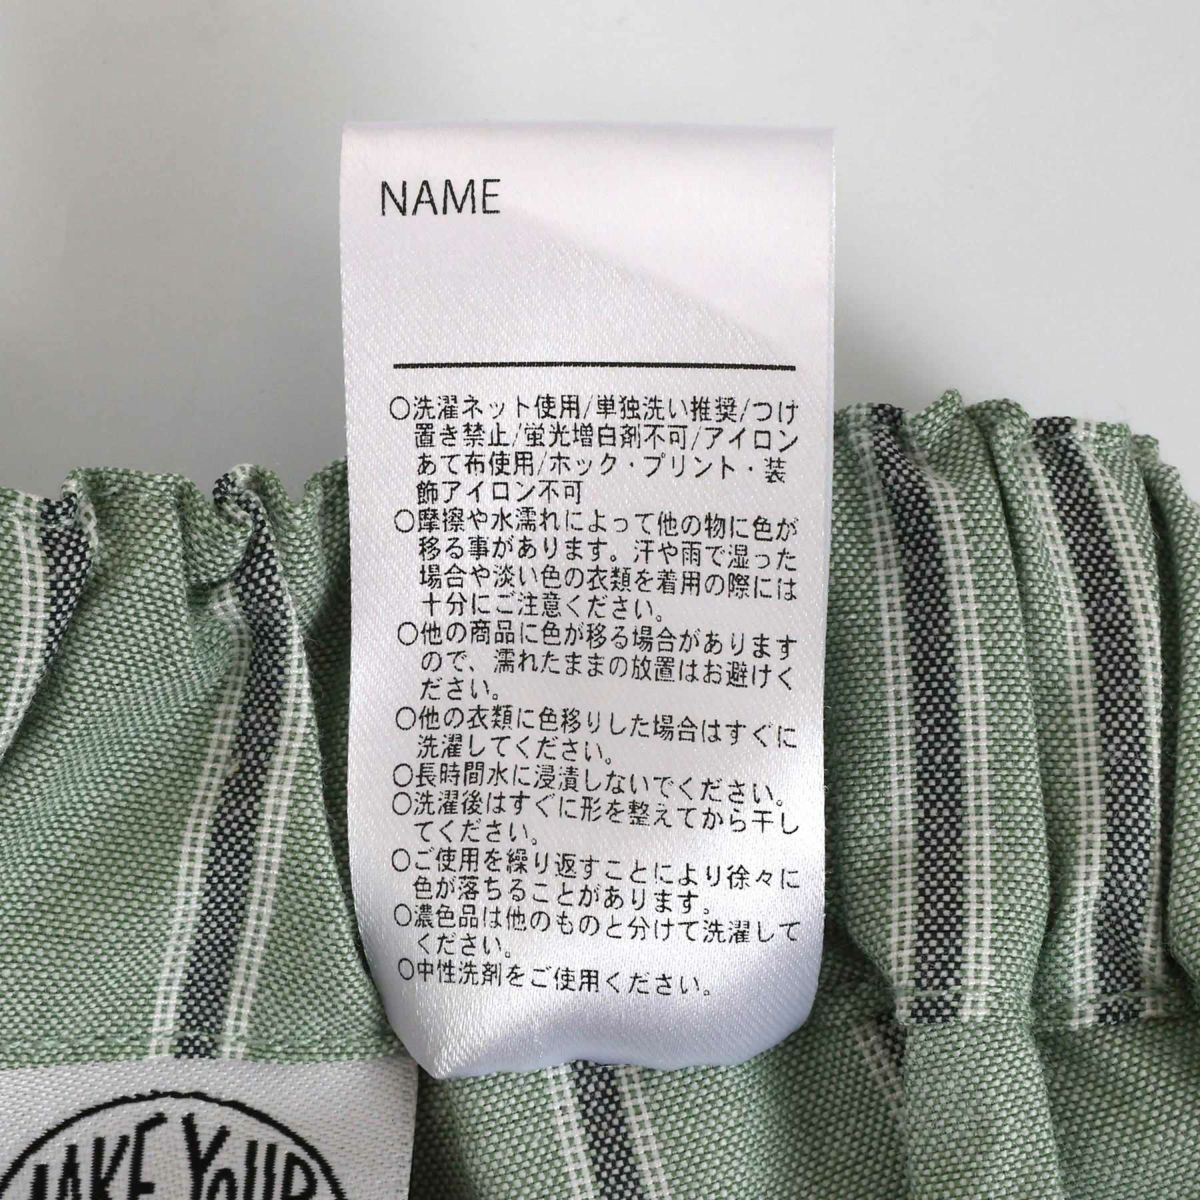 NAME
○洗濯ネット使用/単独洗い推奨/つけ
置き禁止/蛍光増白剤不可/アイロン
あて布使用/ホック・プリント・装
飾アイロン不可
○摩擦や水濡れによって他の物に色が
移る事があります。汗や雨で湿った
場合や淡い色の衣類を着用の際には
十分にご注意ください。
○他の商品に色が移る場合があります
ので、濡れたままの放置はお避けく
ださい。
○他の衣類に色移りした場合はすぐに
洗濯してください。
○長時間水に浸漬しないでください。
○洗濯後はすぐに形を整えてから干し
てください。
○ご使用を繰り返すことにより徐々に
色が落ちることがあります。
○濃色品は他のものと分けて洗濯して
ください。
○中性洗剤をご使用ください。
MAKE YOUR